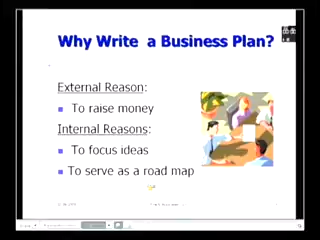 Why Write a Business Plan?
External Reason:
To raise money
Internal Reasons:
To focus ideas
To serve as a road map